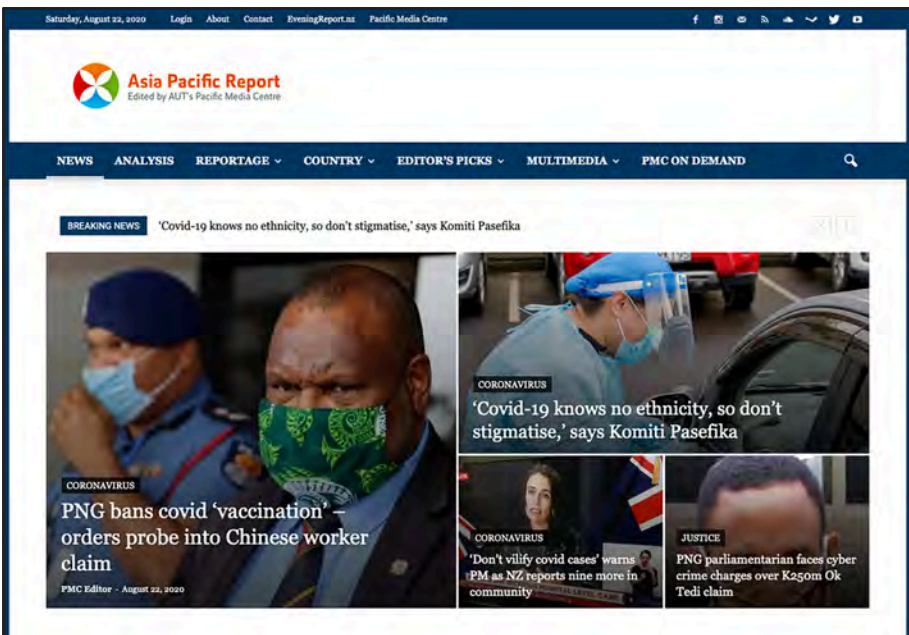 Saturday, August 22, 2020 Login About Contact EveningReport.nz Pacific Media Centre
Asia Pacific Report
Edited by AUT's Pacific Media Centre
NEWS ANALYSIS REPORTAGE COUNTRY EDITOR'S PICKS MULTIMEDIA PMC ON DEMAND
BREAKING NEWS 'Covid-19 knows no ethnicity, so don't stigmatise,' says Komiti Pasefika
CORONAVIRUS
PNG bans covid 'vaccination' –
orders probe into Chinese worker
claim
PMC Editor - August 22, 2020
CORONAVIRUS
'Covid-19 knows no ethnicity, so don't
stigmatise,' says Komiti Pasefika
CORONAVIRUS
'Don't vilify covid cases' warns
PM as NZ reports nine more in
community
JUSTICE
PNG parliamentarian faces cyber
crime charges over K250m Ok
Tedi claim